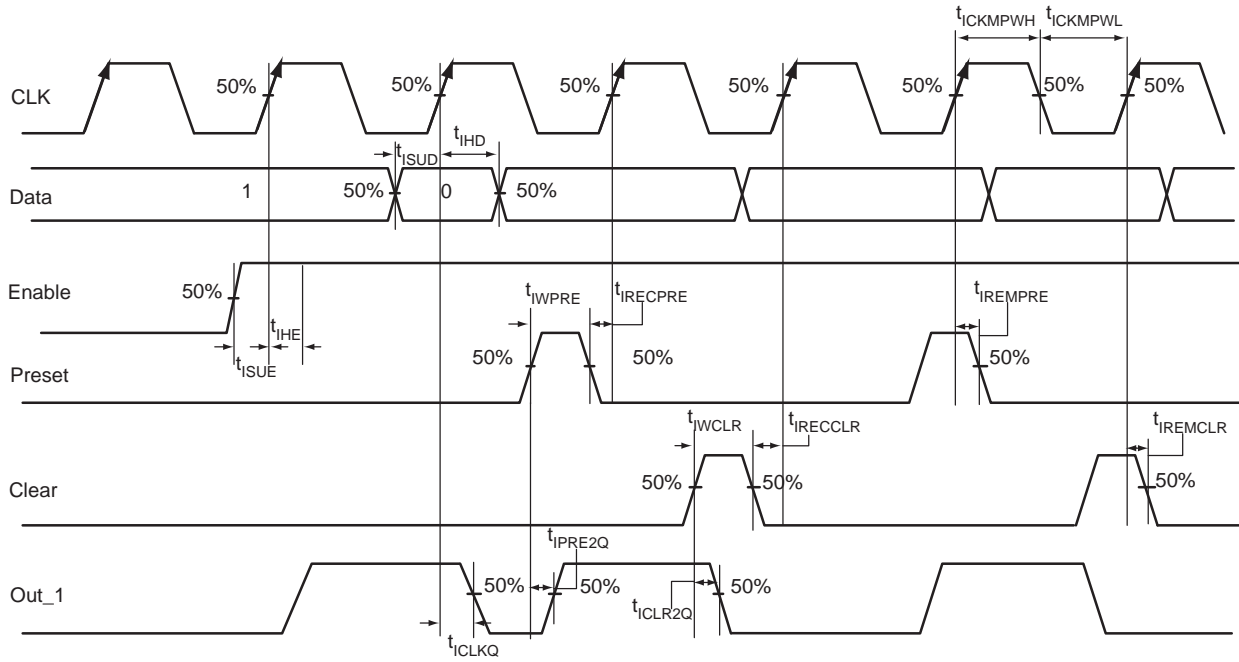 tICKMPWH tICKMPWL
CLK 50% 50% 50% 50% 50% 50% 50%
tISUD tIHD
Data 1 50% 0 50%
Enable 50% tIWPRE tIRECPRE tIREMPRE
tIHE
tISUE
Preset 50% 50% 50%
tIWCLR tIRECCLR tIREMCLR
Clear 50% 50% 50%
tIPRE2Q
Out_1 50% 50% tICLR2Q 50%
tICLKQ